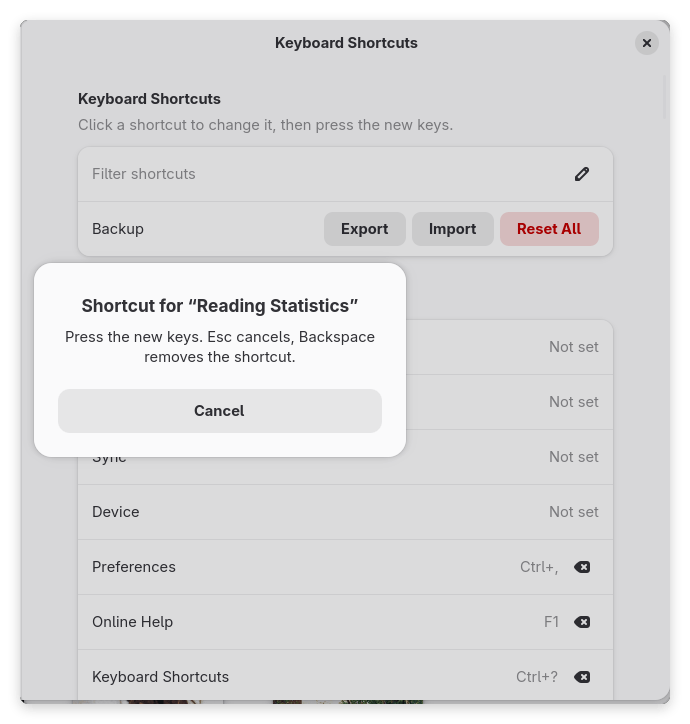 Keyboard Shortcuts
Keyboard Shortcuts
Click a shortcut to change it, then press the new keys.
Filter shortcuts
Backup Export Import Reset All
Shortcut for “Reading Statistics”
Press the new keys. Esc cancels, Backspace
removes the shortcut.
Cancel
Not set
Not set
Sync Not set
Device Not set
Preferences Ctrl+,
Online Help F1
Keyboard Shortcuts Ctrl+?